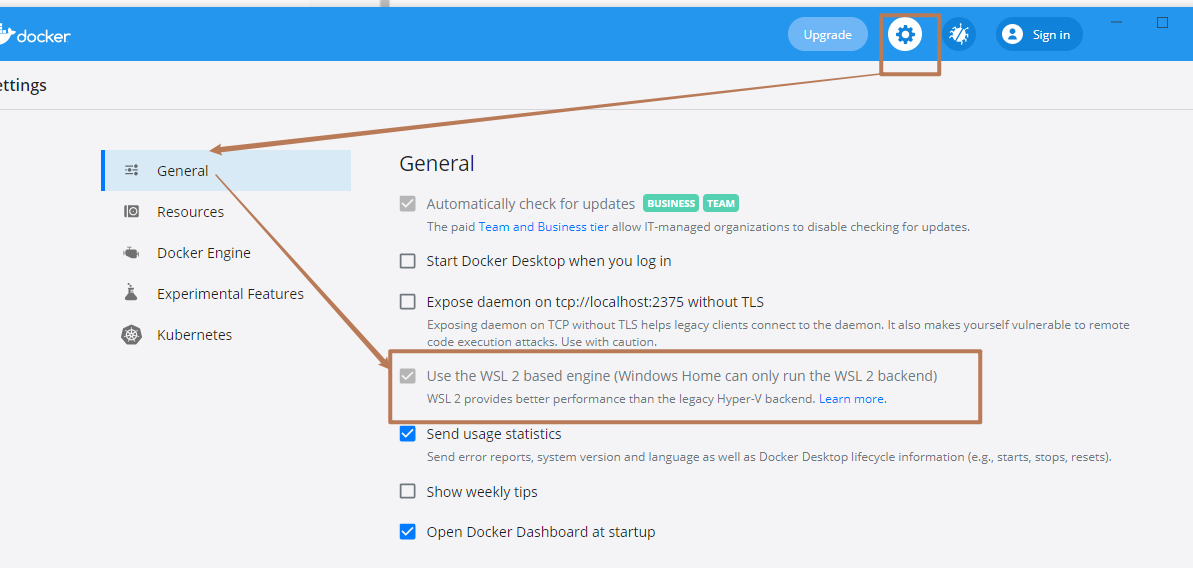 docker
Upgrade
Sign in
ettings
General
Resources
Docker Engine
Experimental Features
Kubernetes
General
Automatically check for updates BUSINESS TEAM
The paid Team and Business tier allow IT-managed organizations to disable checking for updates.
Start Docker Desktop when you log in
Expose daemon on tcp://localhost:2375 without TLS
Exposing daemon on TCP without TLS helps legacy clients connect to the daemon. It also makes yourself vulnerable to remote
code execution attacks. Use with caution.
Use the WSL 2 based engine (Windows Home can only run the WSL 2 backend)
WSL 2 provides better performance than the legacy Hyper-V backend. Learn more.
Send usage statistics
Send error reports, system version and language as well as Docker Desktop lifecycle information (e.g., starts, stops, resets).
Show weekly tips
Open Docker Dashboard at startup